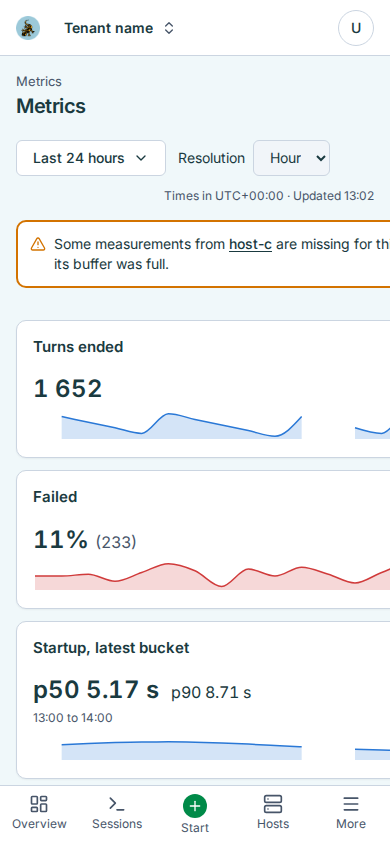 Tenant name
U
Metrics
Metrics
Last 24 hours
Resolution
Hour
Times in UTC+00:00 · Updated 13:02
Some measurements from host-c are missing for
its buffer was full.
Turns ended
1 652
Failed
11% (233)
Startup, latest bucket
p50 5.17 s p90 8.71 s
13:00 to 14:00
Overview
Sessions
Start
Hosts
More